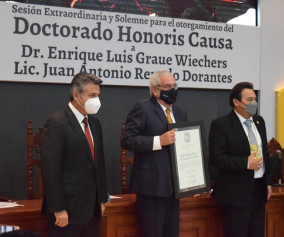 Sesión Extraordinaria y Solemne para el otorgamiento del
Doctorado Honoris Causa
a
Dr. Enrique Luis Graue Wiechers
Lic. Juan Antonio Reynoso Dorantes